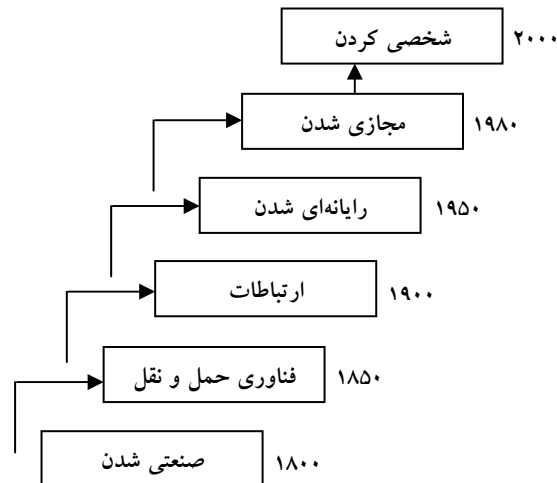 شخصی کردن ۲۰۰۰
مجازی شدن ۱۹۸۰
رایانه‌ای شدن ۱۹۵۰
ارتباطات ۱۹۰۰
فناوری حمل و نقل ۱۸۵۰
صنعتی شدن ۱۸۰۰